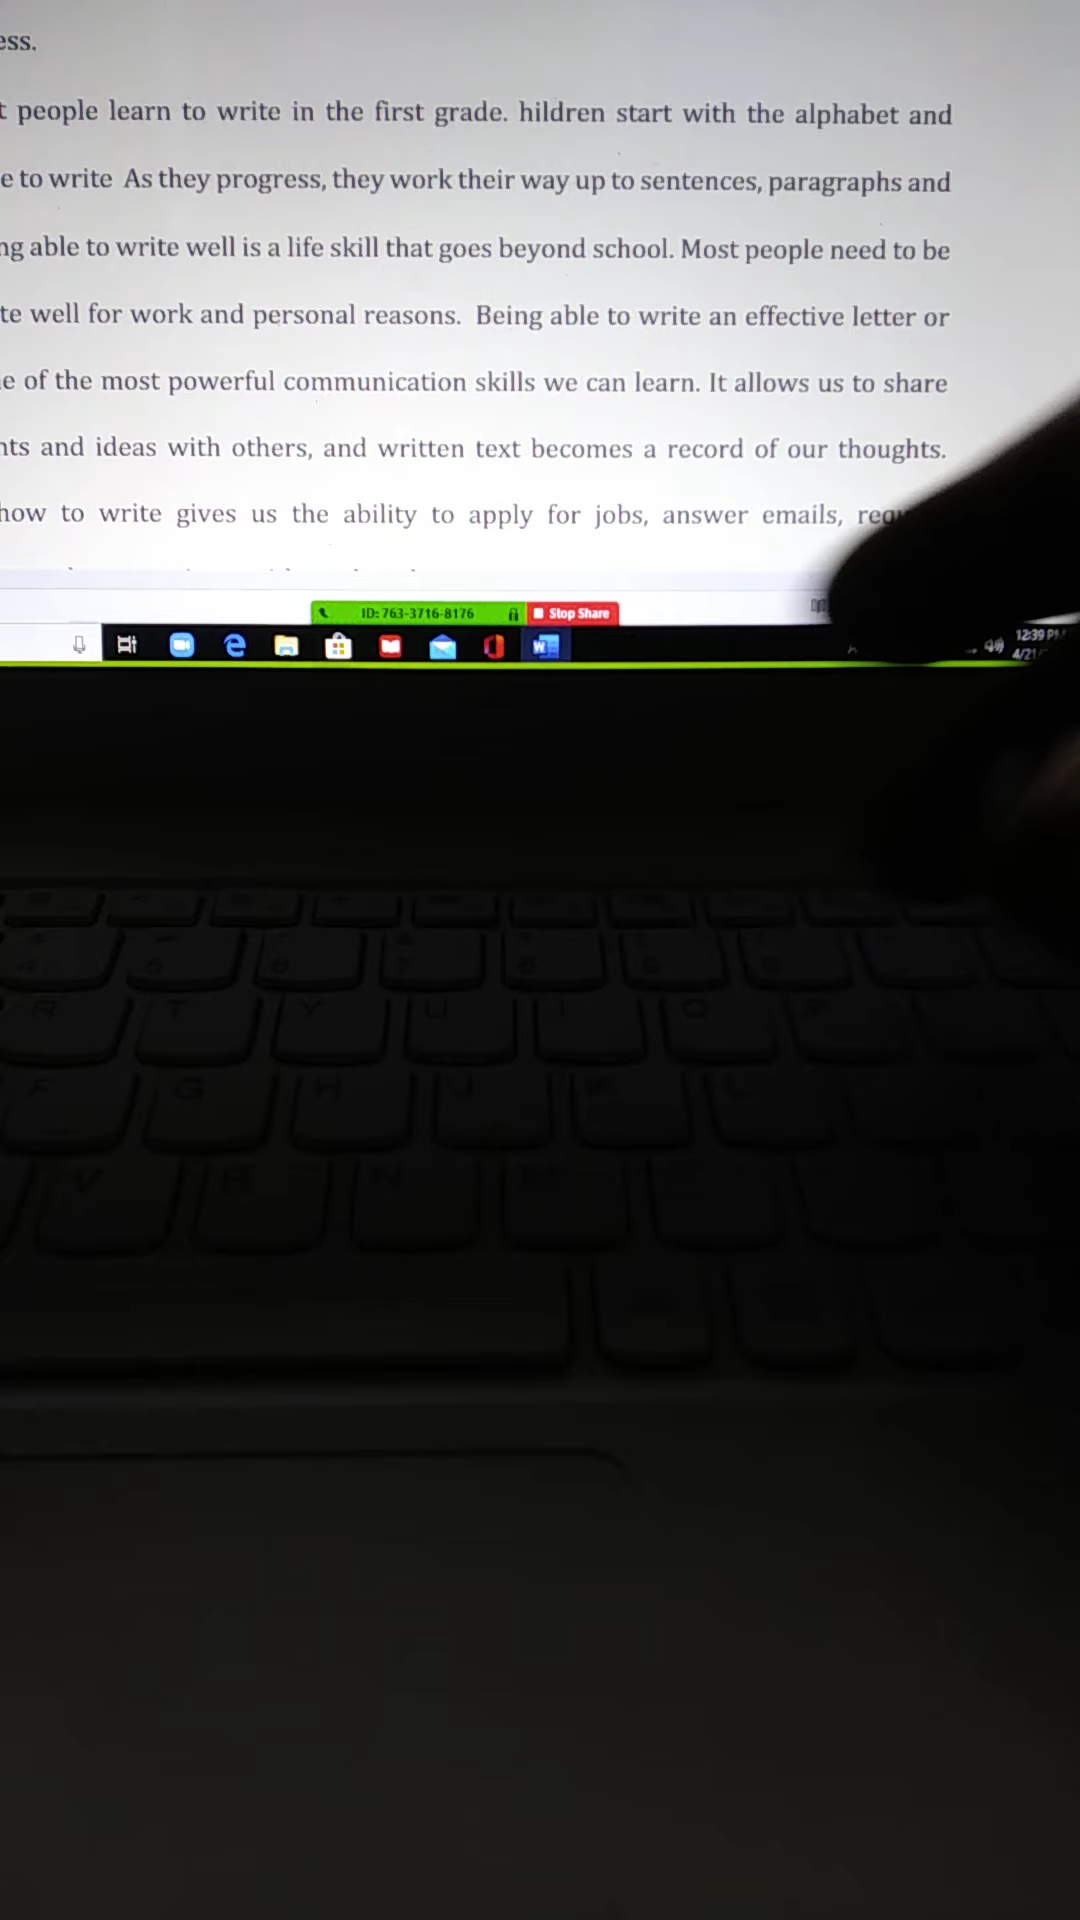 ess.
t people learn to write in the first grade. hildren start with the alphabet and
e to write As they progress, they work their way up to sentences, paragraphs and
ng able to write well is a life skill that goes beyond school. Most people need to be
te well for work and personal reasons. Being able to write an effective letter or
e of the most powerful communication skills we can learn. It allows us to share
nts and ideas with others, and written text becomes a record of our thoughts.
how to write gives us the ability to apply for jobs, answer emails,
ID: 763-3716-8176 Stop Share
12:39 PM
4/21/
R T Y U I O P
F G H J K L
V B N M